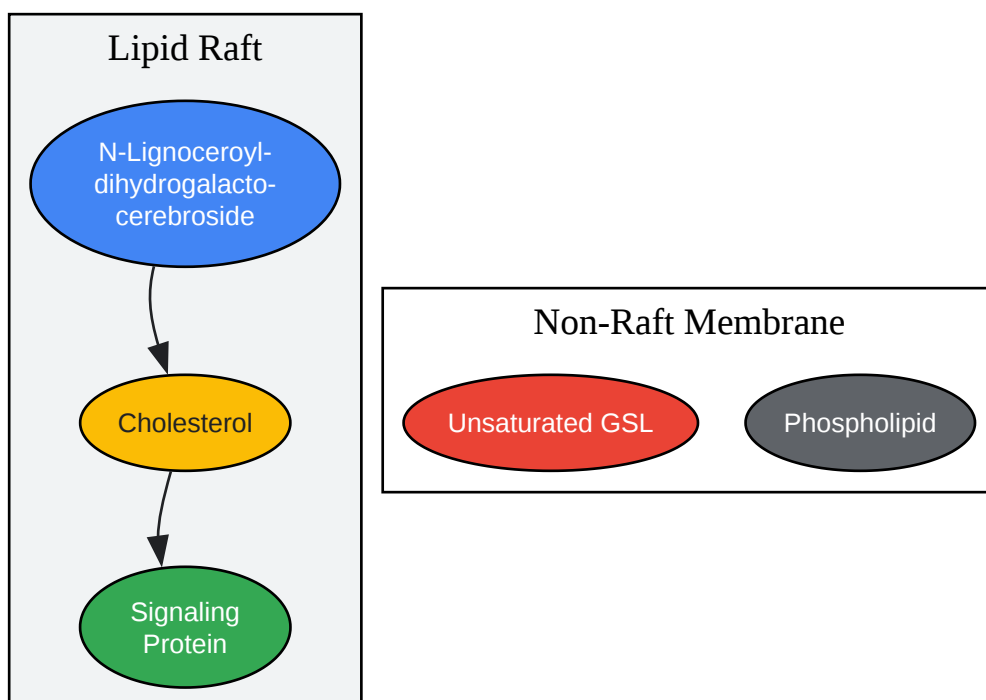 Lipid Raft
N-Lignoceroyl-
dihydrogalacto-
cerebroside
Cholesterol
Signaling
Protein
Non-Raft Membrane
Unsaturated GSL
Phospholipid